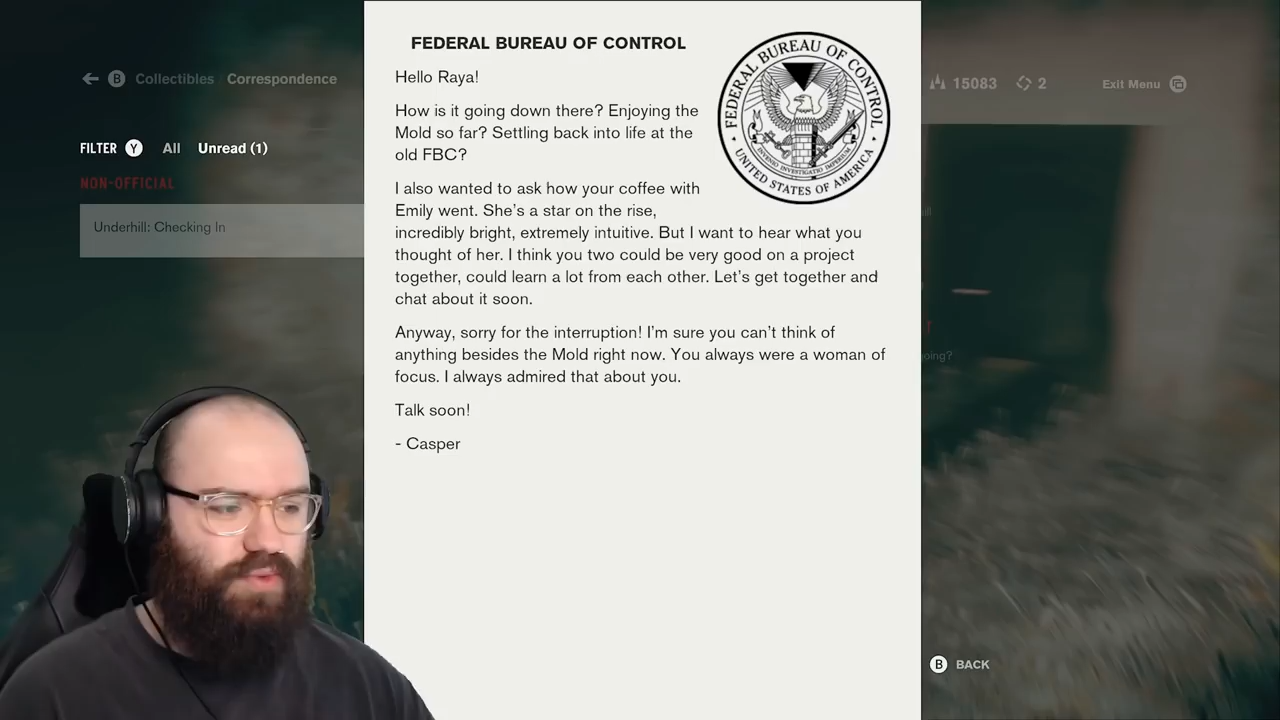 B Collectibles Correspondence
FILTER Y All Unread (1)
NON-OFFICIAL
Underhill: Checking In
FEDERAL BUREAU OF CONTROL
Hello Raya!
How is it going down there? Enjoying the
Mold so far? Settling back into life at the
old FBC?
I also wanted to ask how your coffee with
Emily went. She's a star on the rise,
incredibly bright, extremely intuitive. But I want to hear what you
thought of her. I think you two could be very good on a project
together, could learn a lot from each other. Let's get together and
chat about it soon.
Anyway, sorry for the interruption! I'm sure you can't think of
anything besides the Mold right now. You always were a woman of
focus. I always admired that about you.
Talk soon!
- Casper
FEDERAL BUREAU OF CONTROL
INVENIO INVESTIGATIO IMPERIUM
UNITED STATES OF AMERICA
15083 2 Exit Menu
going?
B BACK